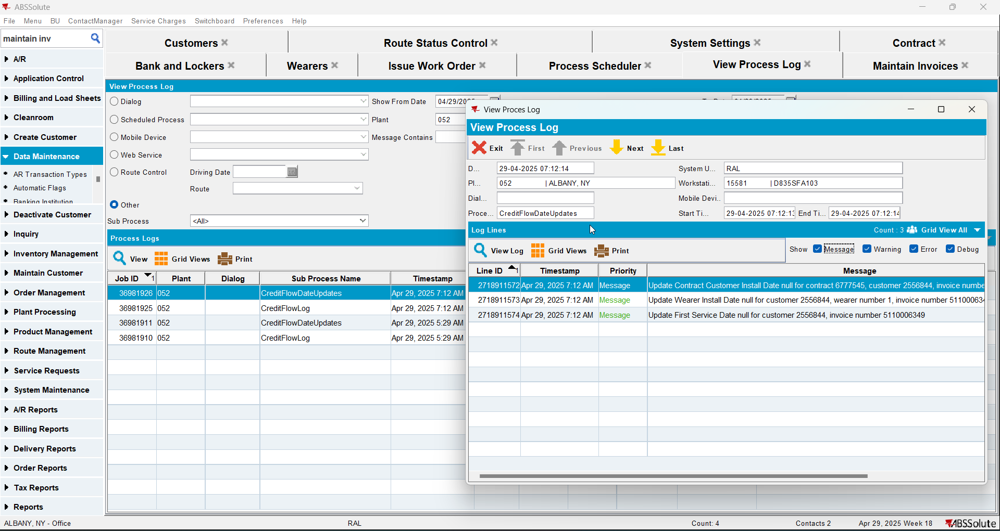 ABSSolute
File Menu BU ContactManager Service Charges Switchboard Preferences Help
maintain inv
Customers
Route Status Control
System Settings
Contract
Bank and Lockers
Wearers
Issue Work Order
Process Scheduler
View Process Log
Maintain Invoices
A/R
Application Control
Billing and Load Sheets
Cleanroom
Create Customer
Data Maintenance
AR Transaction Types
Automatic Flags
Banking Institution
Deactivate Customer
Inquiry
Inventory Management
Maintain Customer
Order Management
Plant Processing
Product Management
Route Management
Service Requests
System Maintenance
A/R Reports
Billing Reports
Delivery Reports
Order Reports
Tax Reports
Reports
View Process Log
Dialog
Show From Date 04/29/2025
Scheduled Process
Plant 052
Mobile Device
Message Contains
Web Service
Route Control
Driving Date
16
Route
Other
Sub Process <All>
Process Logs
View Grid Views Print
Job ID 1 Plant Dialog Sub Process Name Timestamp
36981926 052 CreditFlowDateUpdates Apr 29, 2025 7:12 AM
36981925 052 CreditFlowLog Apr 29, 2025 7:12 AM
36981911 052 CreditFlowDateUpdates Apr 29, 2025 5:29 AM
36981910 052 CreditFlowLog Apr 29, 2025 5:29 AM
View Proces Log
View Process Log
Exit First Previous Next Last
D... 29-04-2025 07:12:14 System U... RAL
Pl... 052 | ALBANY, NY Workstati... 15581 | D835SFA103
Dial... Mobile Devi..
Proce... CreditFlowDateUpdates Start Ti... 29-04-2025 07:12:13 End Ti... 29-04-2025 07:12:14
Log Lines Count : 3 Grid View All
View Log Grid Views Print Show Message Warning Error Debug
Line ID 1 Timestamp Priority Message
2718911572 Apr 29, 2025 7:12 AM Message Update Contract Customer Install Date null for contract 6777545, customer 2556844, invoice numbe
2718911573 Apr 29, 2025 7:12 AM Message Update Wearer Install Date null for customer 2556844, wearer number 1, invoice number 51100063
2718911574 Apr 29, 2025 7:12 AM Message Update First Service Date null for customer 2556844, invoice number 5110006349
ALBANY, NY - Office RAL Count: 4 Contacts 2 Apr 29, 2025 Week 18 ABSSolute